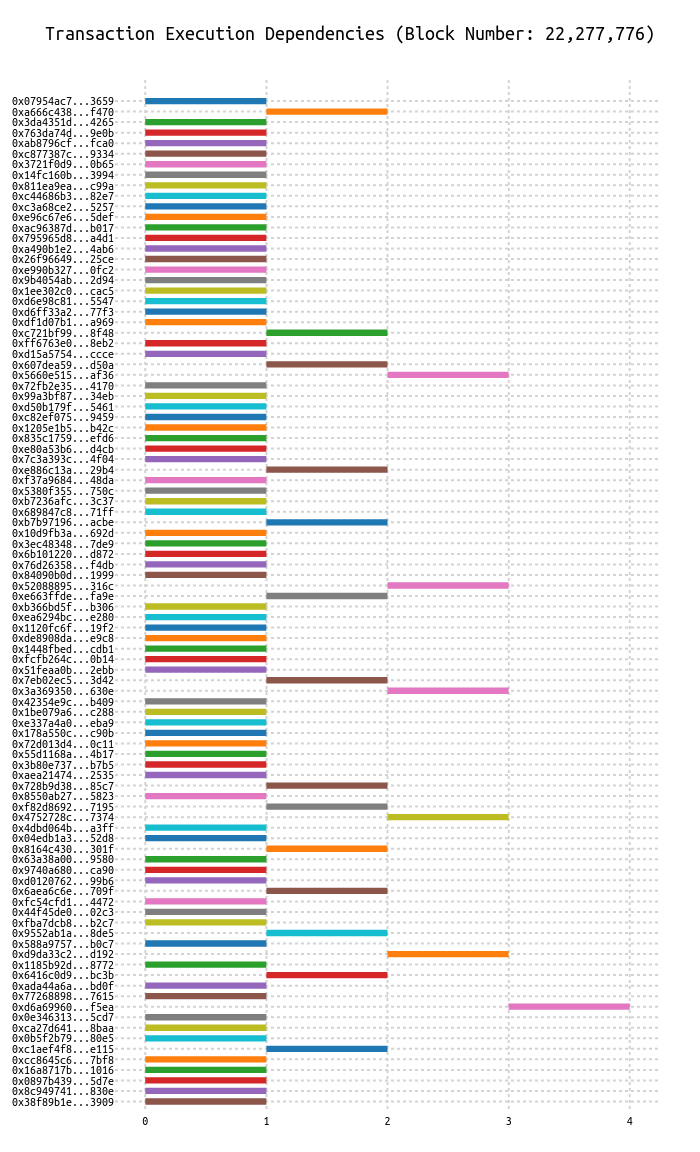 Transaction Execution Dependencies (Block Number: 22,277,776)
0x07954ac7...3659
0xa666c438...f470
0x3da4351d...4265
0x763da74d...9e0b
0xab8796cf...fca0
0xc877387c...9334
0x3721f0d9...0b65
0x14fc160b...3994
0x811ea9ea...c99a
0xc44686b3...82e7
0xc3a68ce2...5257
0xe96c67e6...5def
0xac96387d...b017
0x795965d8...a4d1
0xa490b1e2...4ab6
0x26f96649...25ce
0xe990b327...0fc2
0x9b4054ab...2d94
0x1ee302c0...cac5
0xd6e98c81...5547
0xd6ff33a2...77f3
0xdf1d07b1...a969
0xc721bf99...8f48
0xff6763e0...8eb2
0xd15a5754...ccce
0x607dea59...d50a
0x5660e515...af36
0x72fb2e35...4170
0x99a3bf87...34eb
0xd50b179f...5461
0xc82ef075...9459
0x1205e1b5...b42c
0x835c1759...efd6
0xe80a53b6...d4cb
0x7c3a393c...4f04
0xe886c13a...29b4
0xf37a9684...48da
0x5380f355...750c
0xb7236afc...3c37
0x689847c8...71ff
0xb7b97196...acbe
0x10d9fb3a...692d
0x3ec48348...7de9
0x6b101220...d872
0x76d26358...f4db
0x84090b0d...1999
0x52088895...316c
0xe663ffde...fa9e
0xb366bd5f...b306
0xea6294bc...e280
0x1120fc6f...19f2
0xde8908da...e9c8
0x1448fbed...cdb1
0xfcfb264c...0b14
0x51feaa0b...2ebb
0x7eb02ec5...3d42
0x3a369350...630e
0x42354e9c...b409
0x1be079a6...c288
0xe337a4a0...eba9
0x178a550c...c90b
0x72d013d4...0c11
0x55d1168a...4b17
0x3b80e737...b7b5
0xaea21474...2535
0x728b9d38...85c7
0x8550ab27...5823
0xf82d8692...7195
0x4752728c...7374
0x4dbd064b...a3ff
0x04edb1a3...52d8
0x8164c430...301f
0x63a38a00...9580
0x9740a680...ca90
0xd0120762...99b6
0x6aea6c6e...709f
0xfc54cfd1...4472
0x44f45de0...02c3
0xfba7dcb8...b2c7
0x9552ab1a...8de5
0x588a9757...b0c7
0xd9da33c2...d192
0x1185b92d...8772
0x6416c0d9...bc3b
0xada44a6a...bd0f
0x77268898...7615
0xd6a69960...f5ea
0x0e346313...5cd7
0xca27d641...8baa
0x0b5f2b79...80e5
0xc1aef4f8...e115
0xcc8645c6...7bf8
0x16a8717b...1016
0x0897b439...5d7e
0x8c949741...830e
0x38f89b1e...3909
0 1 2 3 4